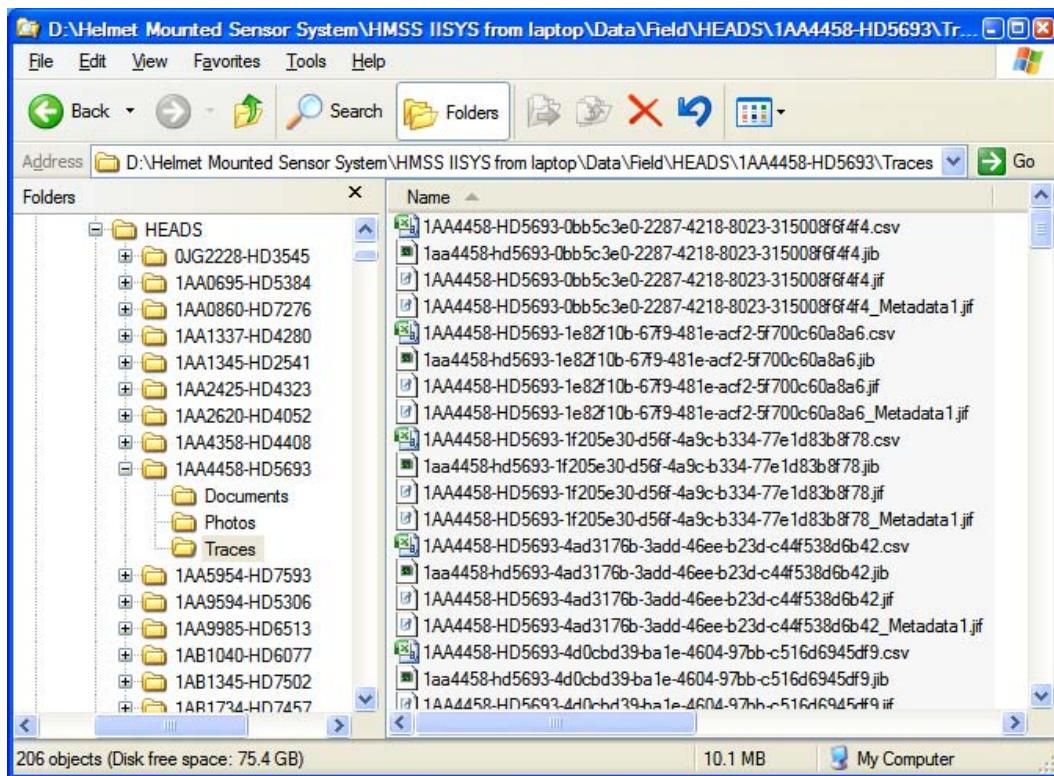 D:\Helmet Mounted Sensor System\HMSS IISYS from laptop\Data\Field\HEADS\1AA4458-HD5693\Tr...
File Edit View Favorites Tools Help
Back Search Folders
Address D:\Helmet Mounted Sensor System\HMSS IISYS from laptop\Data\Field\HEADS\1AA4458-HD5693\Traces Go
Folders
HEADS
0JG2228-HD3545
1AA0695-HD5384
1AA0860-HD7276
1AA1337-HD4280
1AA1345-HD2541
1AA2425-HD4323
1AA2620-HD4052
1AA4358-HD4408
1AA4458-HD5693
Documents
Photos
Traces
1AA5954-HD7593
1AA9594-HD5306
1AA9985-HD6513
1AB1040-HD6077
1AB1345-HD7502
1AB1734-HD7457
Name
1AA4458-HD5693-0bb5c3e0-2287-4218-8023-315008f6f4f4.csv
1aa4458-hd5693-0bb5c3e0-2287-4218-8023-315008f6f4f4.jib
1AA4458-HD5693-0bb5c3e0-2287-4218-8023-315008f6f4f4.jif
1AA4458-HD5693-0bb5c3e0-2287-4218-8023-315008f6f4f4_Metadata1.jif
1AA4458-HD5693-1e82f10b-67f9-481e-acf2-5f700c60a8a6.csv
1aa4458-hd5693-1e82f10b-67f9-481e-acf2-5f700c60a8a6.jib
1AA4458-HD5693-1e82f10b-67f9-481e-acf2-5f700c60a8a6.jif
1AA4458-HD5693-1e82f10b-67f9-481e-acf2-5f700c60a8a6_Metadata1.jif
1AA4458-HD5693-1f205e30-d56f-4a9c-b334-77e1d83b8f78.csv
1aa4458-hd5693-1f205e30-d56f-4a9c-b334-77e1d83b8f78.jib
1AA4458-HD5693-1f205e30-d56f-4a9c-b334-77e1d83b8f78.jif
1AA4458-HD5693-1f205e30-d56f-4a9c-b334-77e1d83b8f78_Metadata1.jif
1AA4458-HD5693-4ad3176b-3add-46ee-b23d-c44f538d6b42.csv
1aa4458-hd5693-4ad3176b-3add-46ee-b23d-c44f538d6b42.jib
1AA4458-HD5693-4ad3176b-3add-46ee-b23d-c44f538d6b42.jif
1AA4458-HD5693-4ad3176b-3add-46ee-b23d-c44f538d6b42_Metadata1.jif
1AA4458-HD5693-4d0cbd39-ba1e-4604-97bb-c516d6945df9.csv
1aa4458-hd5693-4d0cbd39-ba1e-4604-97bb-c516d6945df9.jib
1AA4458-HD5693-4d0cbd39-ba1e-4604-97bb-c516d6945df9.jif
206 objects (Disk free space: 75.4 GB) 10.1 MB My Computer